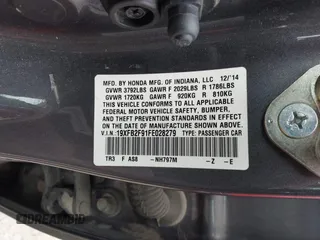 MFD. BY HONDA MFG. OF INDIANA, LLC 12/'14
GVWR 3792LBS GAWR F 2029LBS R 1786LBS
GVWR 1720KG GAWR F 920KG R 810KG
THIS VEHICLE CONFORMS TO ALL APPLICABLE
FEDERAL MOTOR VEHICLE SAFETY, BUMPER,
AND THEFT PREVENTION STANDARDS IN EFFECT ON
THE DATE OF MANUFACTURE SHOWN ABOVE.
V.I.N.: 19XFB2F91FE028279 TYPE: PASSENGER CAR
TR3 F AS8 -NH797M -Z -E
DREAMBID